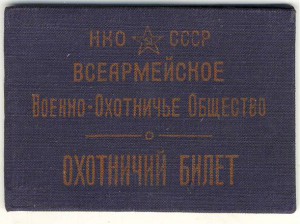 НКО СССР
ВСЕАРМЕЙСКОЕ
Военно-Охотничье Общество
ОХОТНИЧИЙ БИЛЕТ